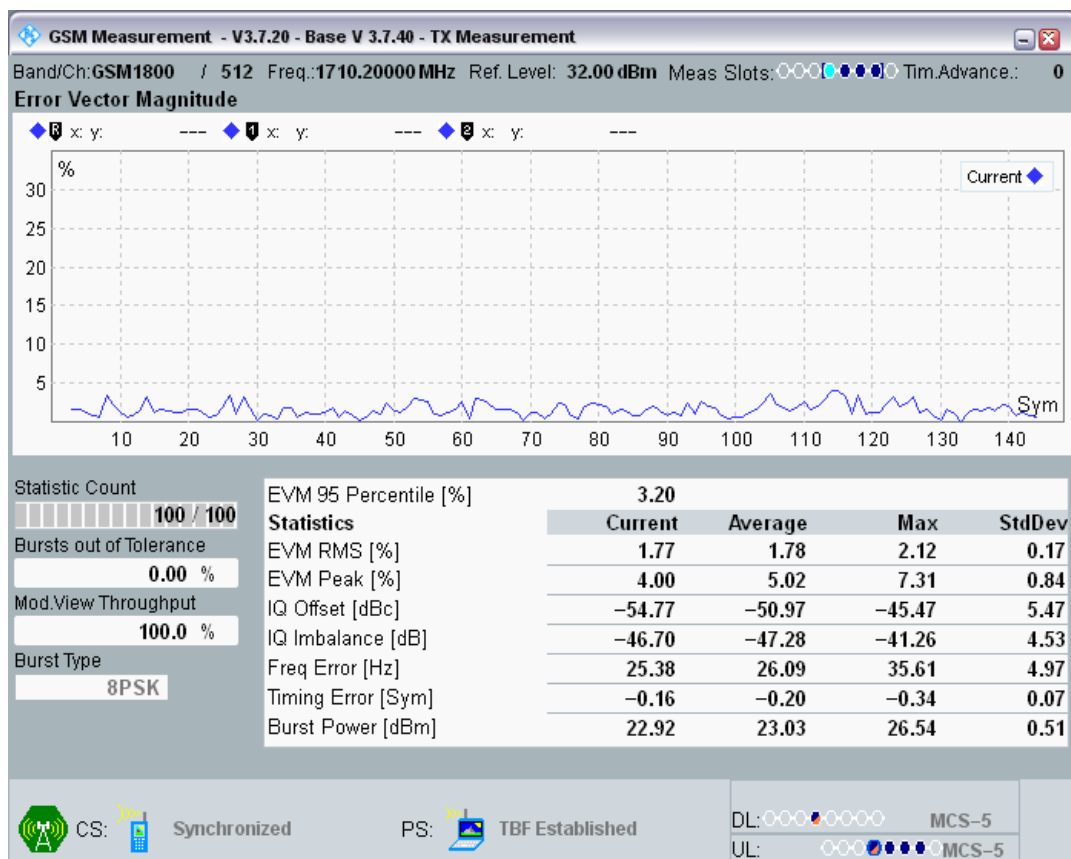 GSM Measurement - V3.7.20 - Base V 3.7.40 - TX Measurement
Band/Ch:GSM1800 / 512 Freq.:1710.20000MHz Ref. Level: 32.00 dBm Meas Slots: Tim.Advance.: 0
Error Vector Magnitude
R x: y: --- 1 x: y: --- 2 x: y: ---
%
Current
30
25
20
15
10
5
Sym
10 20 30 40 50 60 70 80 90 100 110 120 130 140
Statistic Count
100 / 100
Bursts out of Tolerance
0.00 %
Mod.View Throughput
100.0 %
Burst Type
8PSK
EVM 95 Percentile [%] 3.20
Statistics Current Average Max StdDev
EVM RMS [%] 1.77 1.78 2.12 0.17
EVM Peak [%] 4.00 5.02 7.31 0.84
IQ Offset [dBc] −54.77 −50.97 −45.47 5.47
IQ Imbalance [dB] −46.70 −47.28 −41.26 4.53
Freq Error [Hz] 25.38 26.09 35.61 4.97
Timing Error [Sym] −0.16 −0.20 −0.34 0.07
Burst Power [dBm] 22.92 23.03 26.54 0.51
CS: Synchronized PS: TBF Established
DL: MCS−5
UL: MCS−5